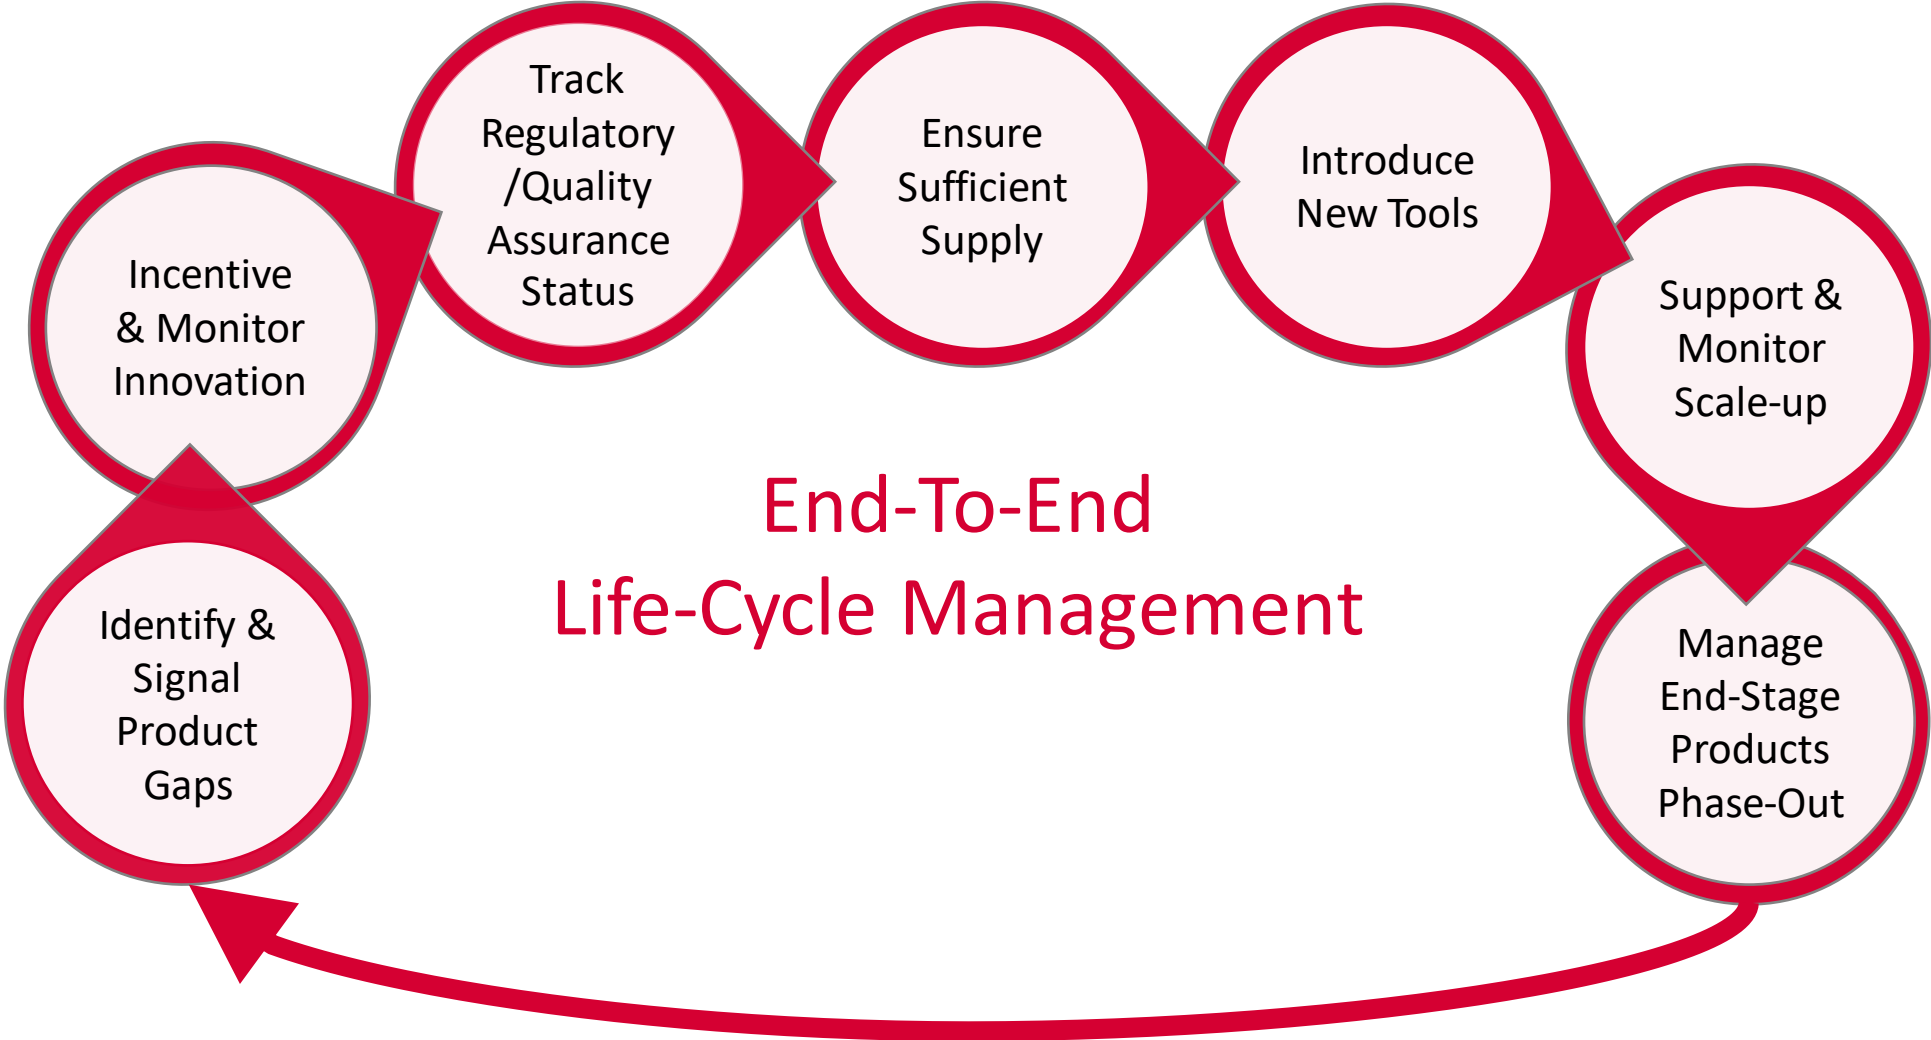 Identify &
Signal
Product
Gaps
Incentive
& Monitor
Innovation
Track
Regulatory
/Quality
Assurance
Status
Ensure
Sufficient
Supply
Introduce
New Tools
Support &
Monitor
Scale-up
Manage
End-Stage
Products
Phase-Out
End-To-End
Life-Cycle Management